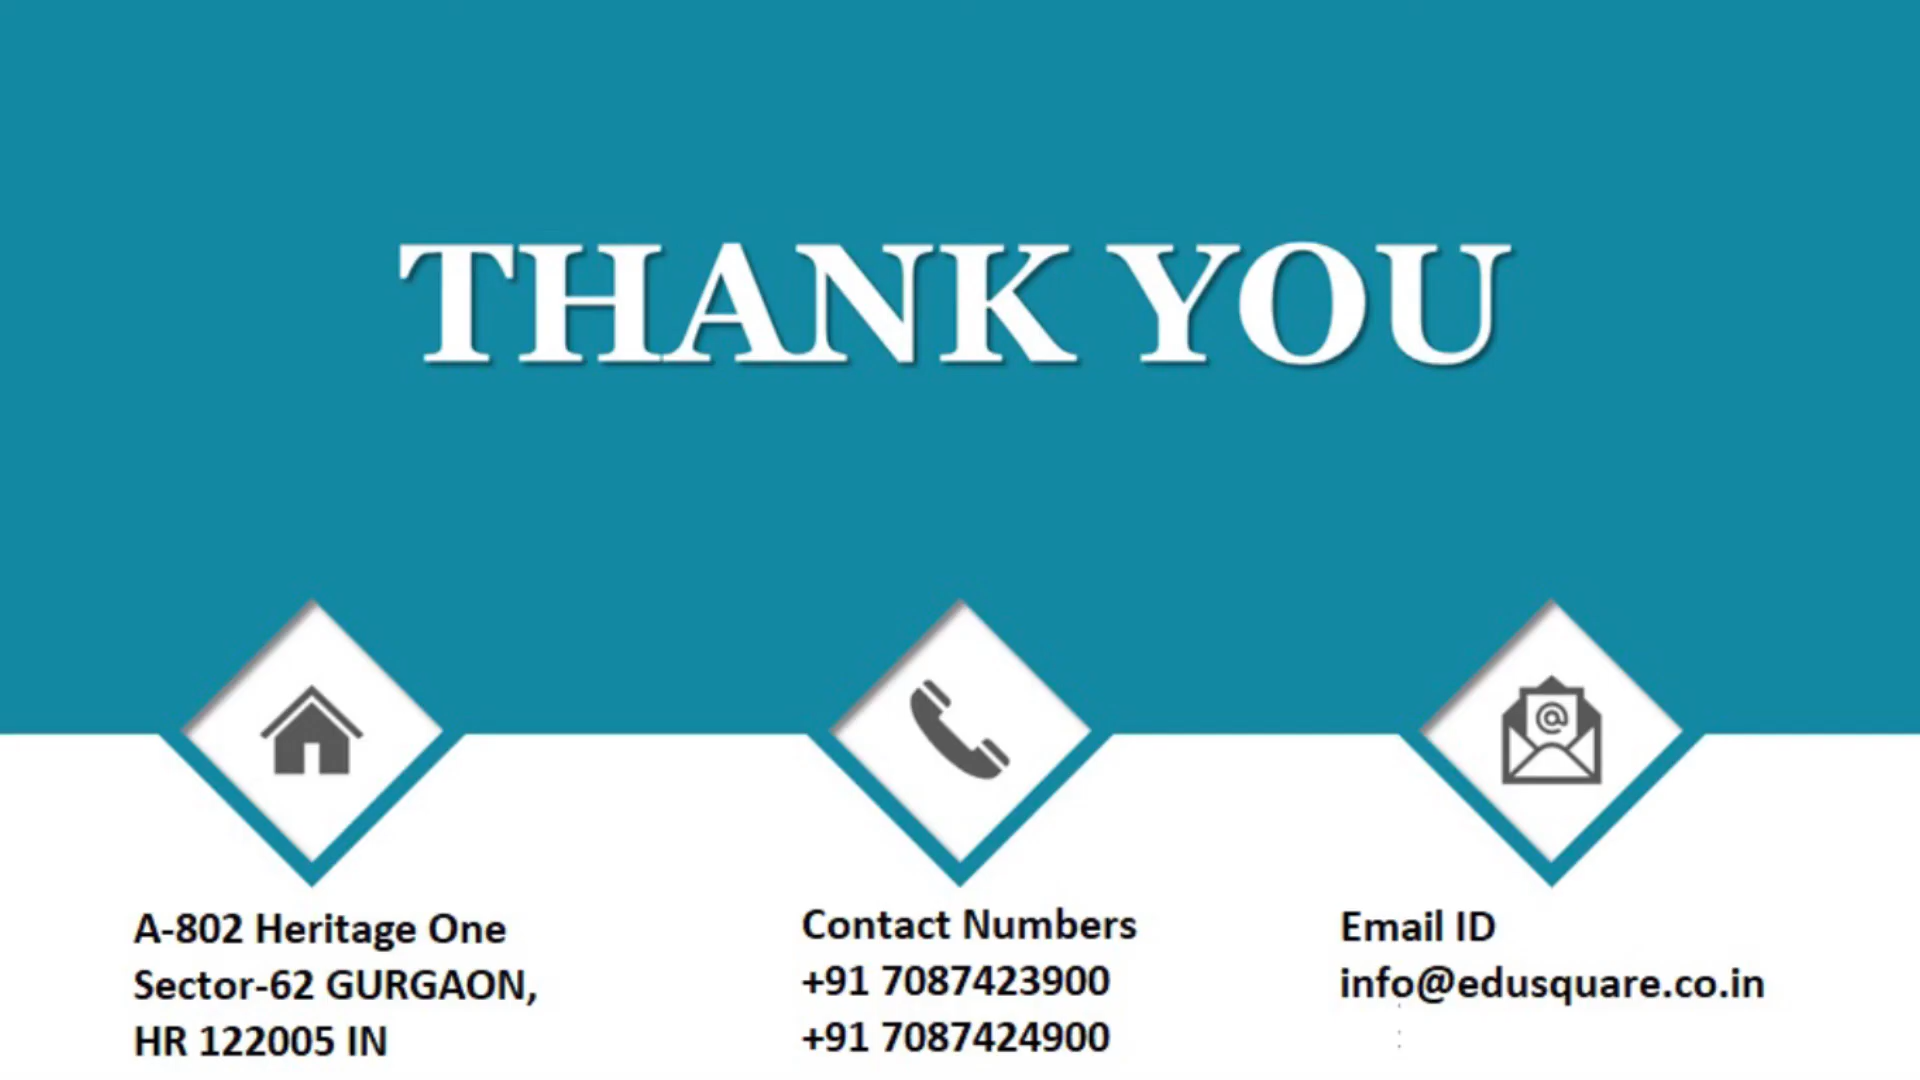 THANK YOU
A-802 Heritage One
Sector-62 GURGAON,
HR 122005 IN
Contact Numbers
+91 7087423900
+91 7087424900
Email ID
info@edusquare.co.in